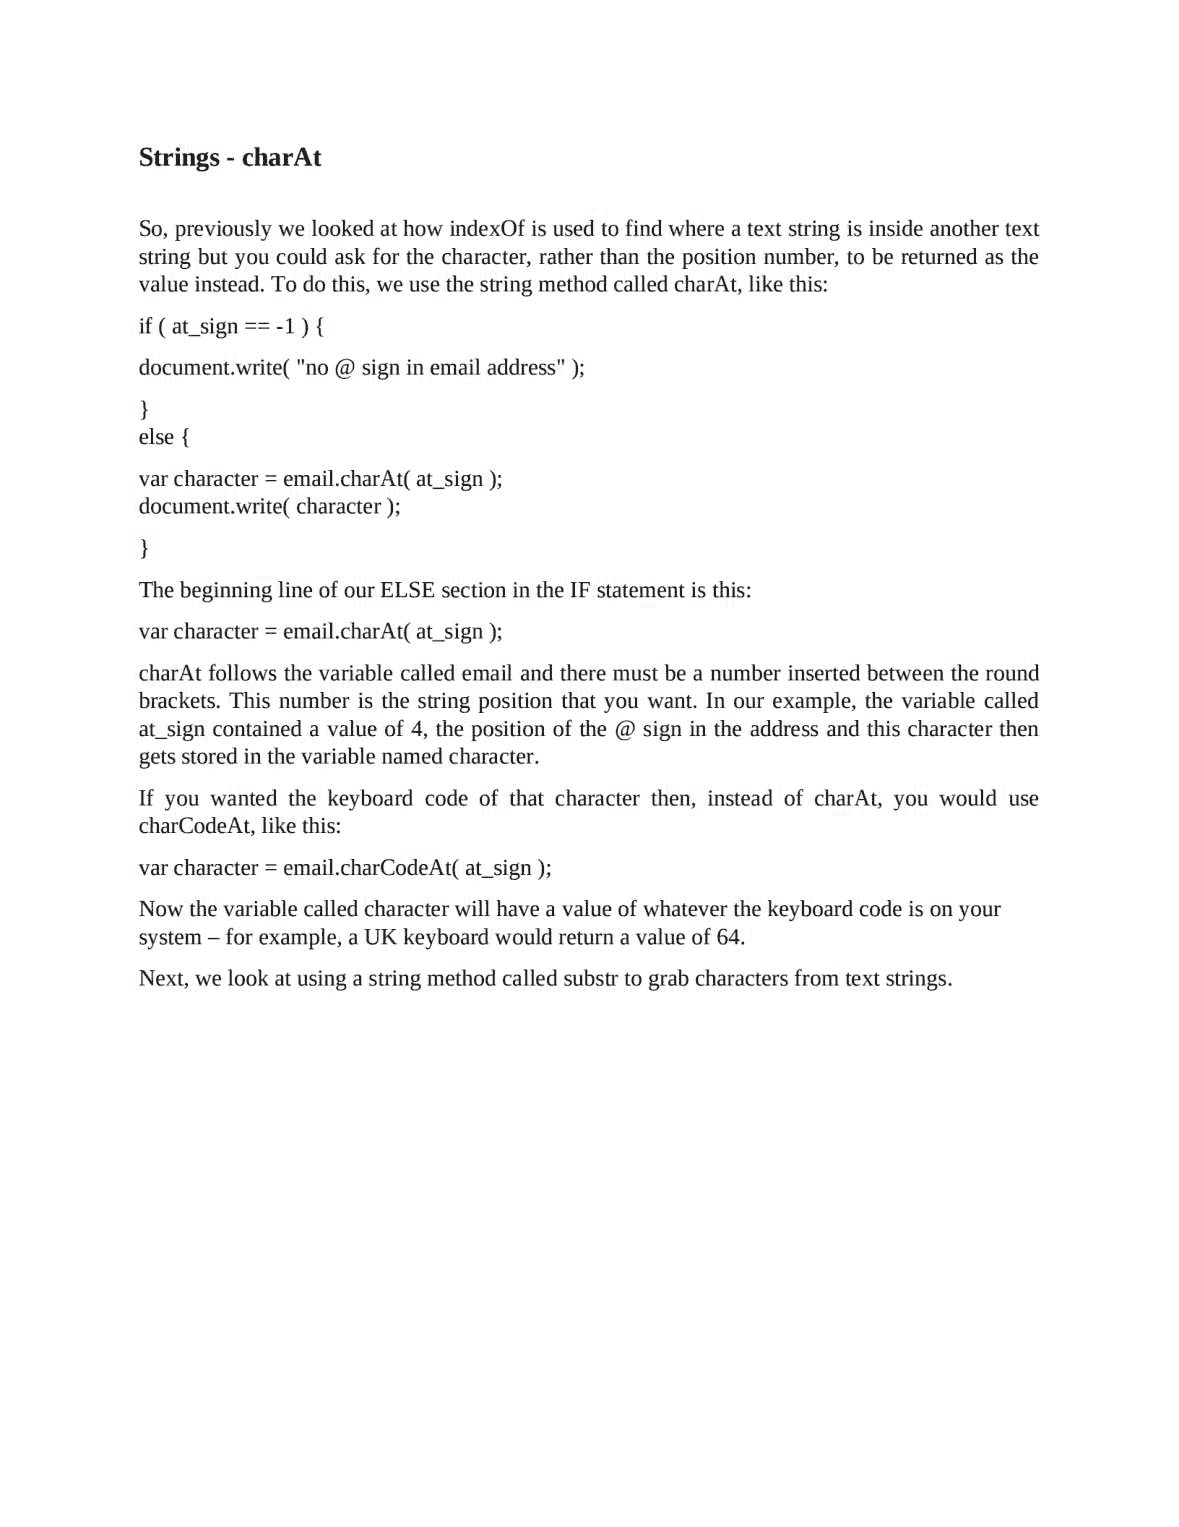 Strings - charAt
So, previously we looked at how indexOf is used to find where a text string is inside another text
string but you could ask for the character, rather than the position number, to be returned as the
value instead. To do this, we use the string method called charAt, like this:
if ( at_sign == -1 ) {
document.write( "no @ sign in email address" );
}
else {
var character = email.charAt( at_sign );
document.write( character );
}
The beginning line of our ELSE section in the IF statement is this:
var character = email.charAt( at_sign );
charAt follows the variable called email and there must be a number inserted between the round
brackets. This number is the string position that you want. In our example, the variable called
at_sign contained a value of 4, the position of the @ sign in the address and this character then
gets stored in the variable named character.
If you wanted the keyboard code of that character then, instead of charAt, you would use
charCodeAt, like this:
var character = email.charCodeAt( at_sign );
Now the variable called character will have a value of whatever the keyboard code is on your
system – for example, a UK keyboard would return a value of 64.
Next, we look at using a string method called substr to grab characters from text strings.